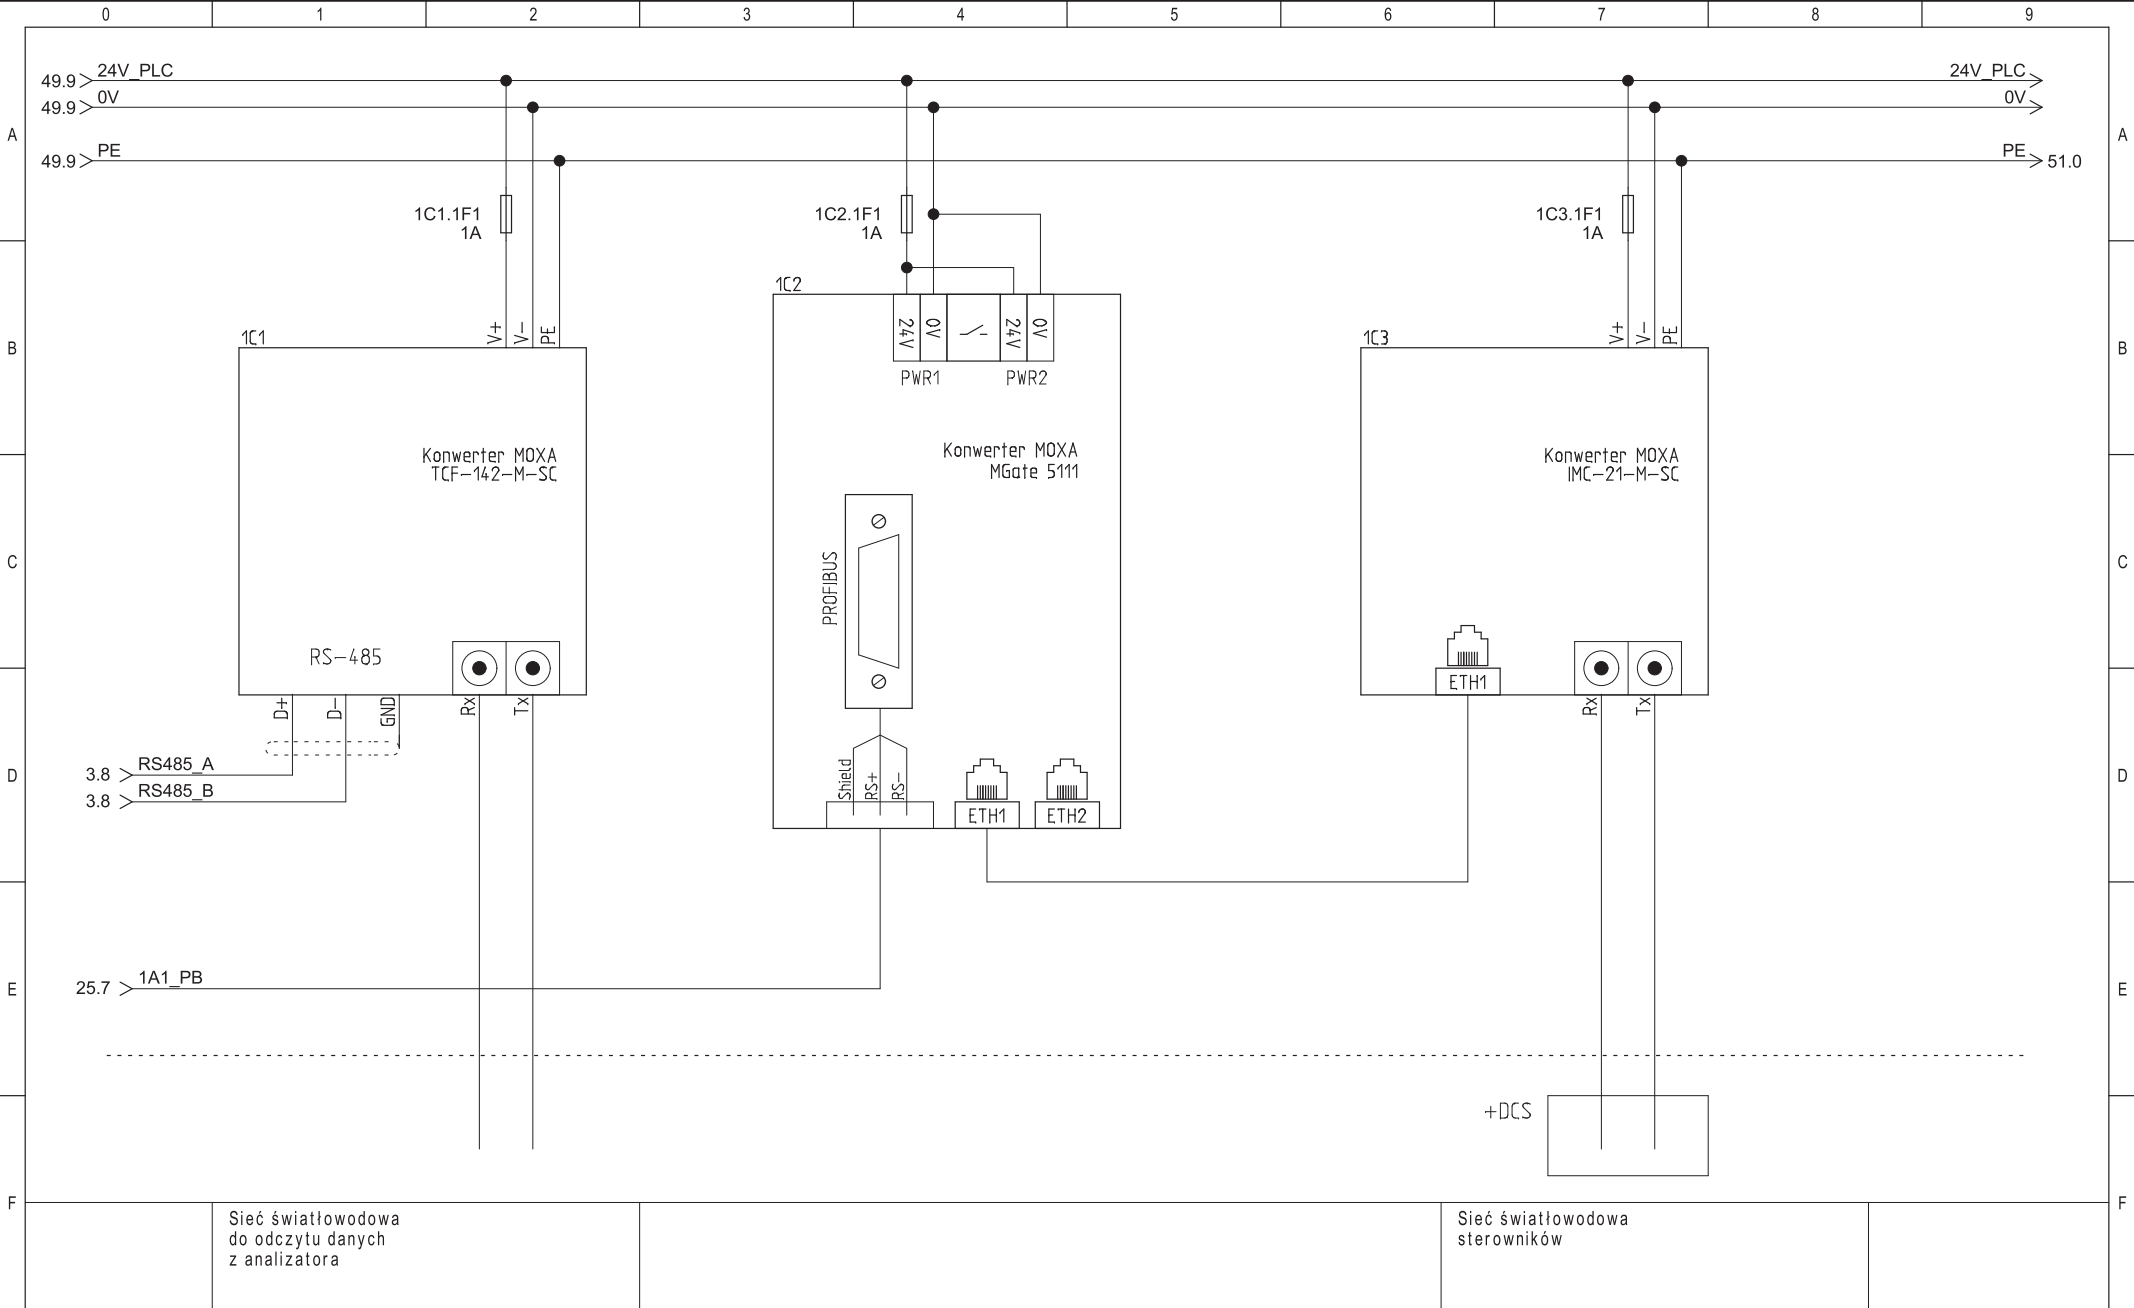 0 1 2 3 4 5 6 7 8 9
49.9 24V_PLC 24V_PLC
49.9 0V 0V
A A
49.9 PE PE 51.0
1C1.1F1 1C2.1F1 1C3.1F1
1A 1A 1A
1C2
24V 0V 24V 0V
1C1 V+ V- PE 1C3 V+ V- PE
B B
PWR1 PWR2
Konwerter MOXA
TCF-142-M-SC
Konwerter MOXA
MGate 5111
Konwerter MOXA
IMC-21-M-SC
C C
PROFIBUS
RS-485
ETH1
D+ D- GND Rx Tx
Rx Tx
3.8 RS485_A
D D
3.8 RS485_B
Shield RS+ RS-
ETH1 ETH2
25.7 1A1_PB
E E
+DCS
F F
Sieć światłowodowa
do odczytu danych
z analizatora
Sieć światłowodowa
sterowników